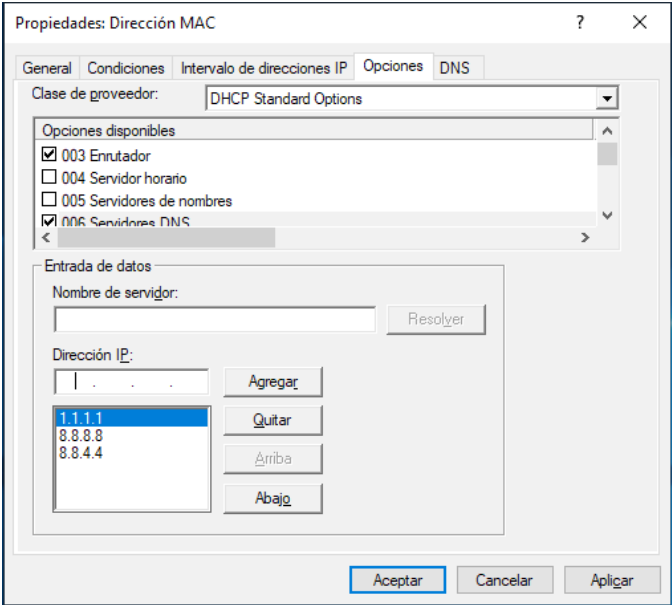 Propiedades: Dirección MAC ? ×
General Condiciones Intervalo de direcciones IP Opciones DNS
Clase de proveedor: DHCP Standard Options
Opciones disponibles
003 Enrutador
004 Servidor horario
005 Servidores de nombres
006 Servidores DNS
Entrada de datos
Nombre de servidor:
Resolver
Dirección IP:
. . . Agregar
1.1.1.1 Quitar
8.8.8.8
8.8.4.4
Arriba
Abajo
Aceptar Cancelar Aplicar